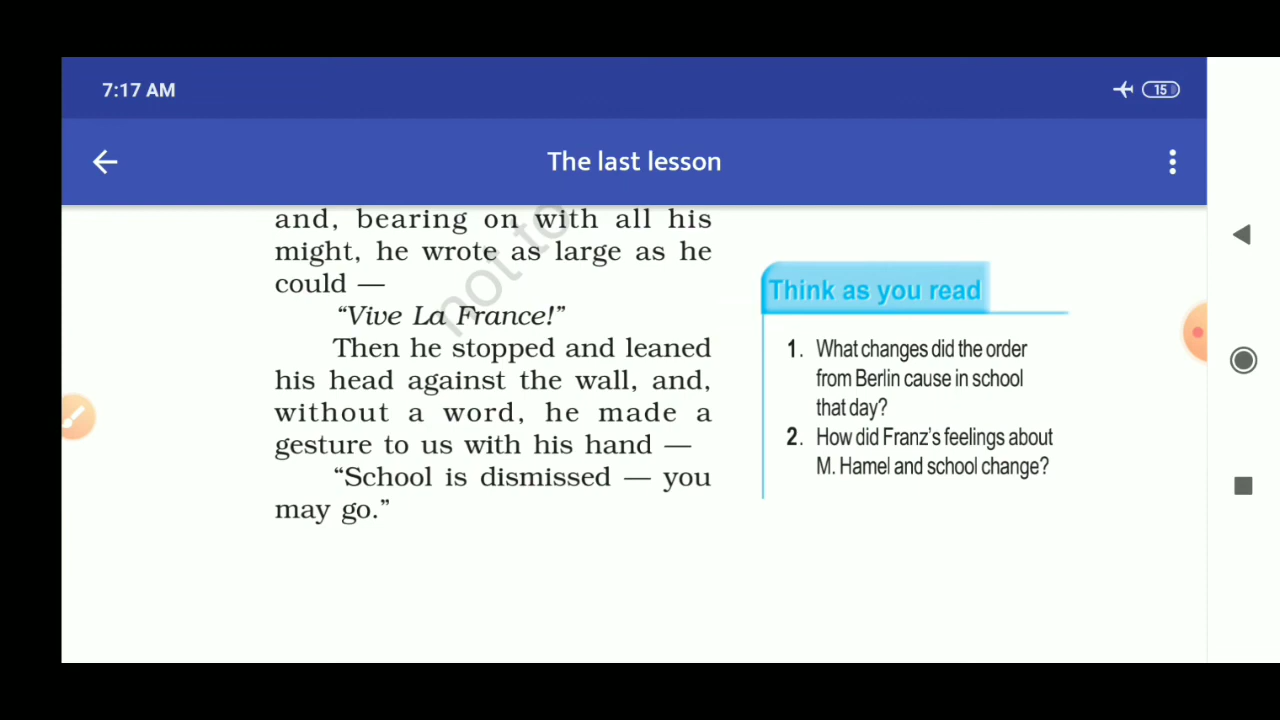 7:17 AM
15
The last lesson
and, bearing on with all his
might, he wrote as large as he
could —
“Vive La France!”
Then he stopped and leaned
his head against the wall, and,
without a word, he made a
gesture to us with his hand —
“School is dismissed — you
may go.”
not to
Think as you read
1. What changes did the order
from Berlin cause in school
that day?
2. How did Franz’s feelings about
M. Hamel and school change?